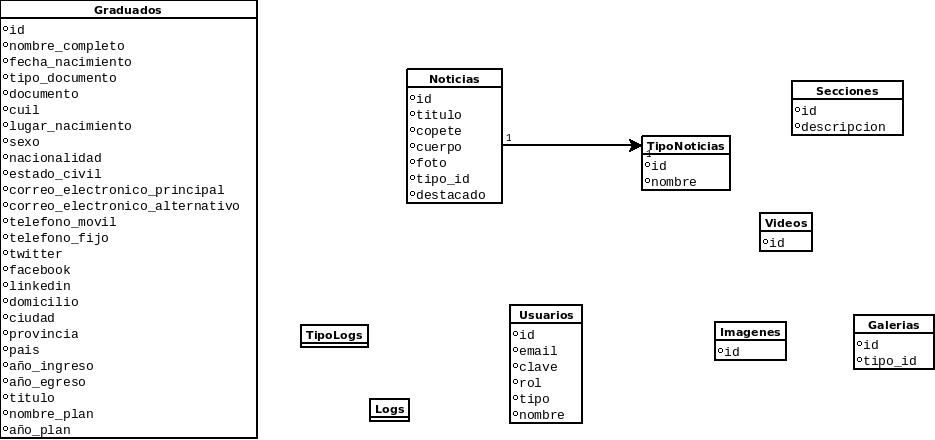 Graduados
id
nombre_completo
fecha_nacimiento
tipo_documento
documento
cuil
lugar_nacimiento
sexo
nacionalidad
estado_civil
correo_electronico_principal
correo_electronico_alternativo
telefono_movil
telefono_fijo
twitter
facebook
linkedin
domicilio
ciudad
provincia
pais
año_ingreso
año_egreso
titulo
nombre_plan
año_plan
Noticias
id
titulo
copete
cuerpo
foto
tipo_id
destacado
1
1
TipoNoticias
id
nombre
Secciones
id
descripcion
Videos
id
TipoLogs
Logs
Usuarios
id
email
clave
rol
tipo
nombre
Imagenes
id
Galerias
id
tipo_id